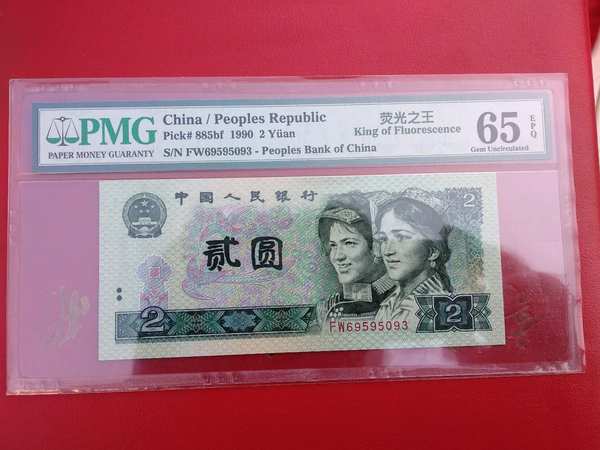 PMG
PAPER MONEY GUARANTY
China / Peoples Republic
Pick# 885bf 1990 2 Yüan
S/N FW69595093 - Peoples Bank of China
荧光之王
King of Fluorescence
65 EPQ
Gem Uncirculated
中国人民银行
2
贰圆
2
FW69595093
2